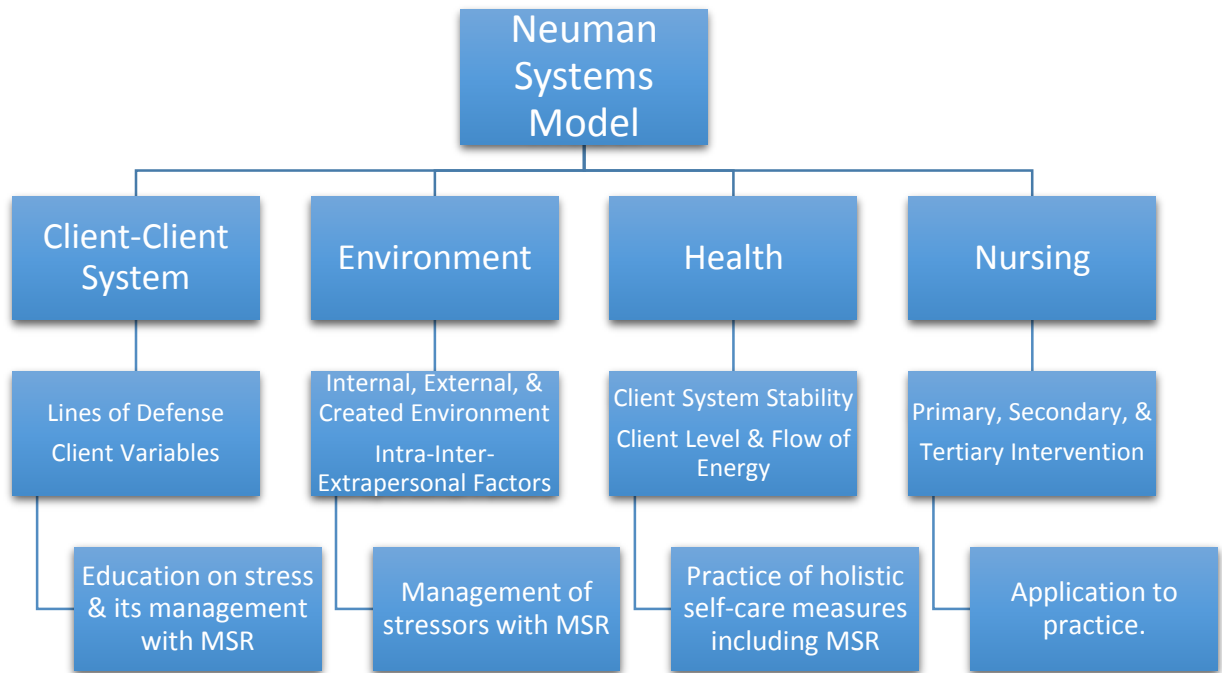 Neuman
Systems
Model
Client-Client
System
Environment
Health
Nursing
Lines of Defense
Client Variables
Internal, External, &
Created Environment
Intra-Inter-
Extrapersonal Factors
Client System Stability
Client Level & Flow of
Energy
Primary, Secondary, &
Tertiary Intervention
Education on stress
& its management
with MSR
Management of
stressors with MSR
Practice of holistic
self-care measures
including MSR
Application to
practice.